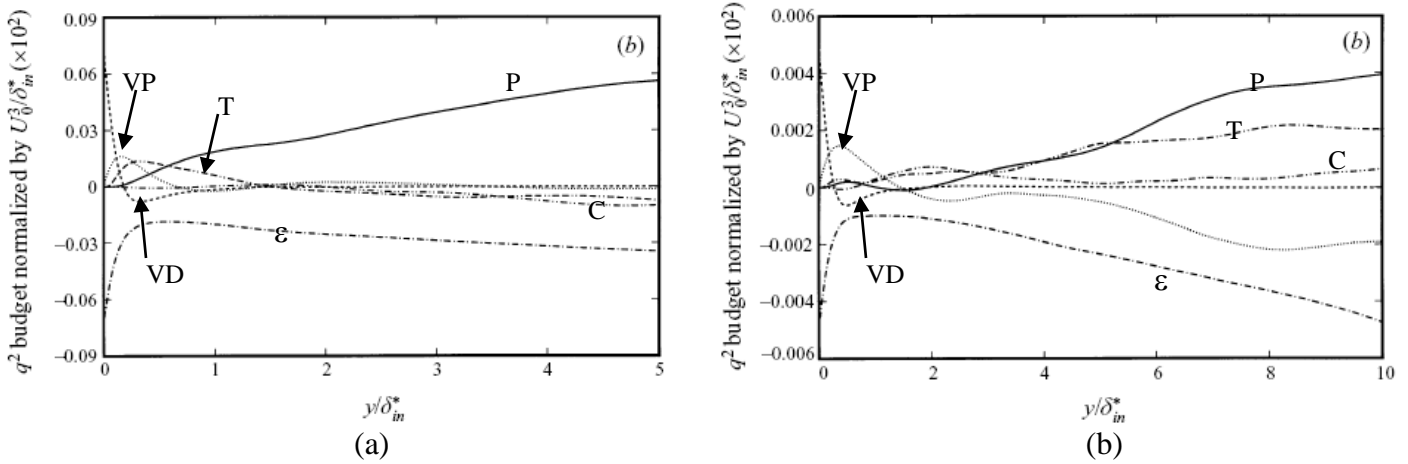 q² budget normalized by U₀³/δ*ᵢₙ (×10²)
0.09
0.06
0.03
0
−0.03
−0.06
−0.09
(b)
VP
T
P
C
ε
VD
0 1 2 3 4 5
y/δ*ᵢₙ
(a)
q² budget normalized by U₀³/δ*ᵢₙ (×10²)
0.006
0.004
0.002
0
−0.002
−0.004
−0.006
(b)
VP
P
T
C
VD
ε
0 2 4 6 8 10
y/δ*ᵢₙ
(b)